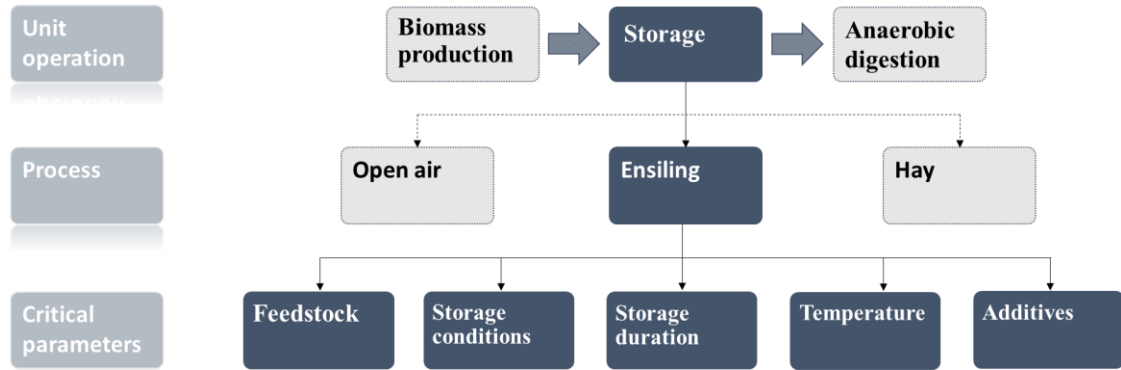 Unit
operation
Biomass
production
Storage
Anaerobic
digestion
Process
Open air
Ensiling
Hay
Critical
parameters
Feedstock
Storage
conditions
Storage
duration
Temperature
Additives